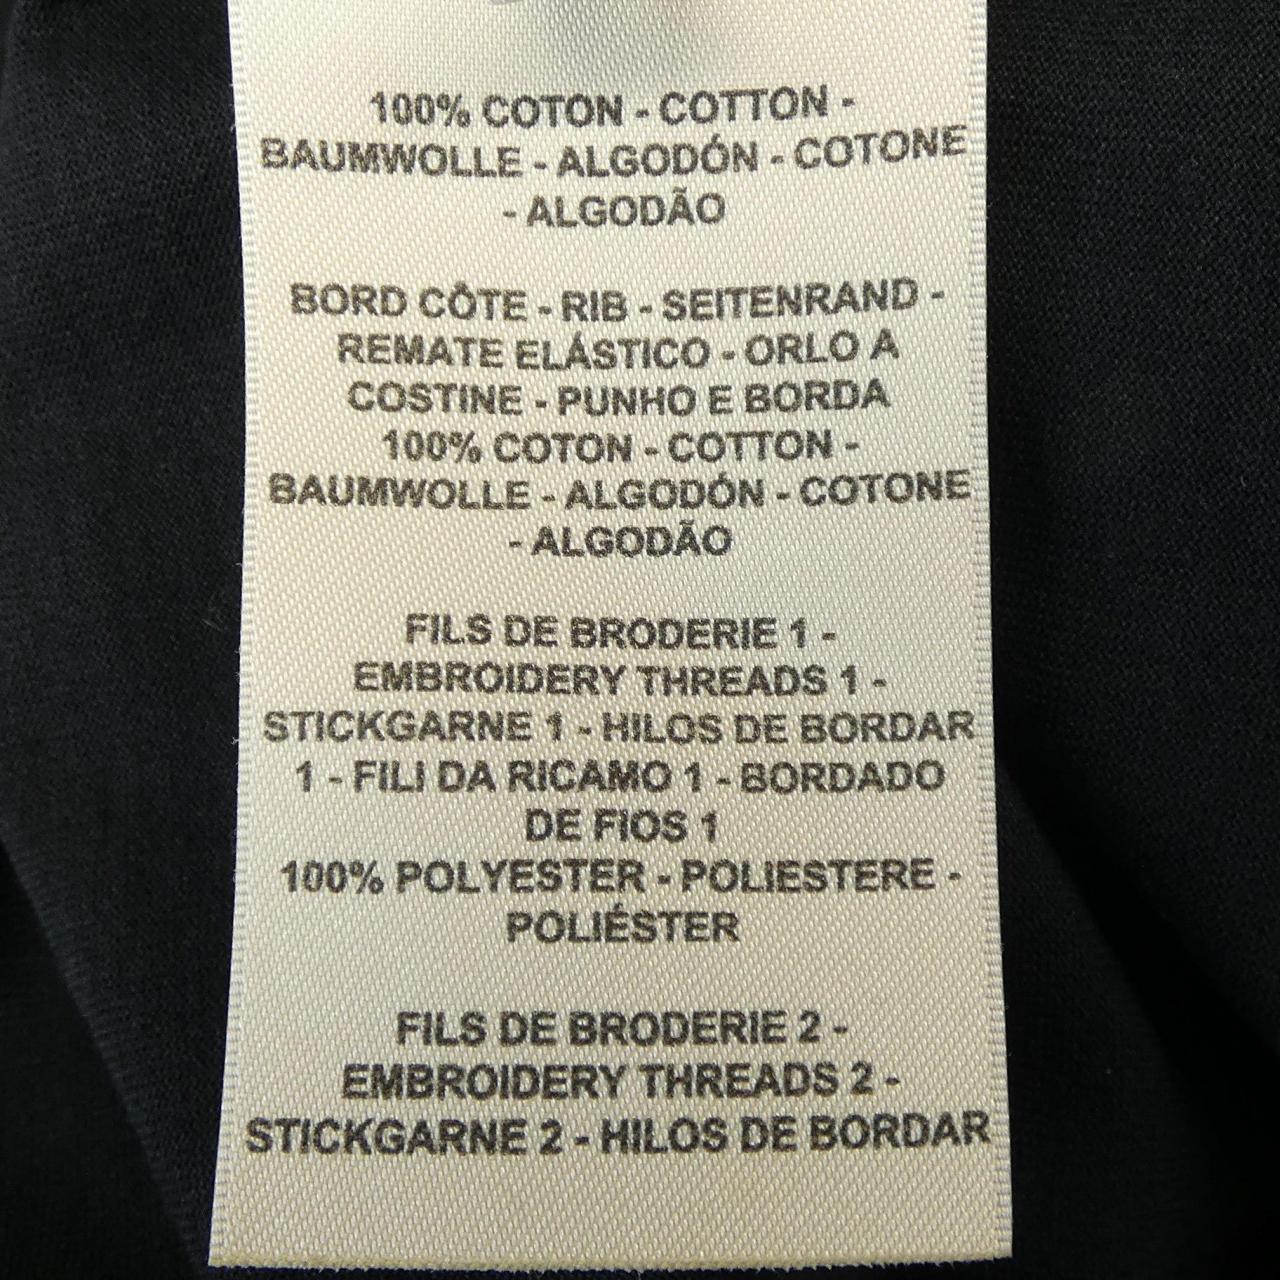 100% COTON - COTTON -
BAUMWOLLE - ALGODÓN - COTONE
- ALGODÃO
BORD CÔTE - RIB - SEITENRAND -
REMATE ELÁSTICO - ORLO A
COSTINE - PUNHO E BORDA
100% COTON - COTTON -
BAUMWOLLE - ALGODÓN - COTONE
- ALGODÃO
FILS DE BRODERIE 1 -
EMBROIDERY THREADS 1 -
STICKGARNE 1 - HILOS DE BORDAR
1 - FILI DA RICAMO 1 - BORDADO
DE FIOS 1
100% POLYESTER - POLIESTERE -
POLIÉSTER
FILS DE BRODERIE 2 -
EMBROIDERY THREADS 2 -
STICKGARNE 2 - HILOS DE BORDAR